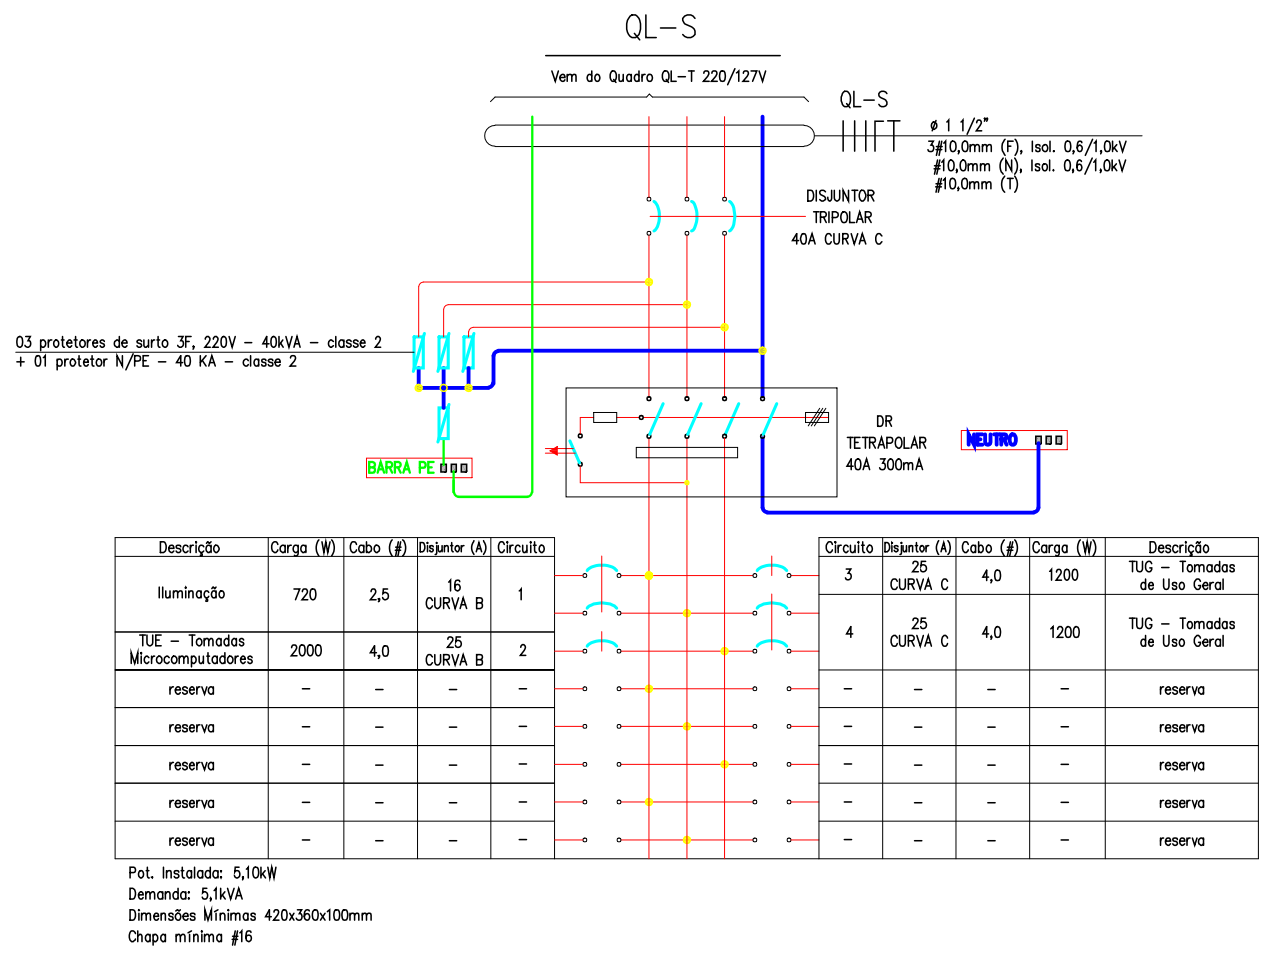 QL-S
Vem do Quadro QL-T 220/127V
QL-S
ø 1 1/2"
3#10,0mm (F), Isol. 0,6/1,0kV
#10,0mm (N), Isol. 0,6/1,0kV
#10,0mm (T)
DISJUNTOR
TRIPOLAR
40A CURVA C
03 protetores de surto 3F, 220V - 40kVA - classe 2
+ 01 protetor N/PE - 40 KA - classe 2
DR
TETRAPOLAR
40A 300mA
NEUTRO
BARRA PE
Descrição Carga (W) Cabo (#) Disjuntor (A) Circuito
Iluminação 720 2,5 16 CURVA B 1
TUE - Tomadas Microcomputadores 2000 4,0 25 CURVA B 2
reserva - - - -
reserva - - - -
reserva - - - -
reserva - - - -
reserva - - - -
Circuito Disjuntor (A) Cabo (#) Carga (W) Descrição
3 25 CURVA C 4,0 1200 TUG - Tomadas de Uso Geral
4 25 CURVA C 4,0 1200 TUG - Tomadas de Uso Geral
- - - - reserva
- - - - reserva
- - - - reserva
- - - - reserva
- - - - reserva
Pot. Instalada: 5,10kW
Demanda: 5,1kVA
Dimensões Mínimas 420x360x100mm
Chapa mínima #16